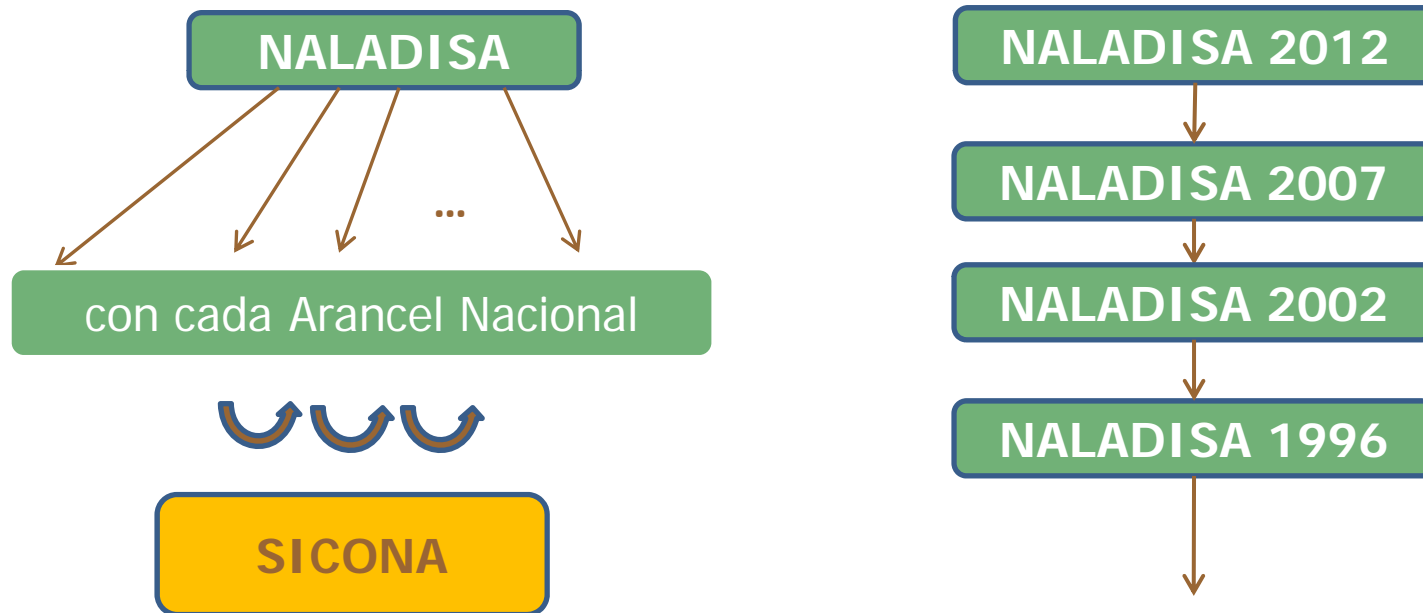 NALADISA
...
con cada Arancel Nacional
SICONA
NALADISA 2012
NALADISA 2007
NALADISA 2002
NALADISA 1996